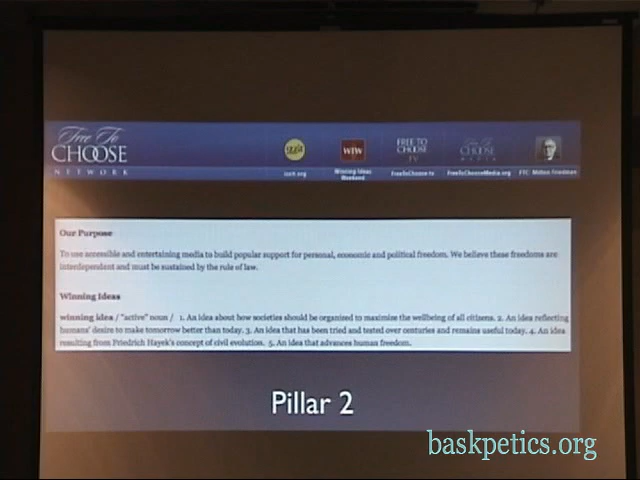 Free To
CHOOSE
NETWORK
izzit.org
WIW
Winning Ideas
Weekend
FREE TO
CHOOSE
TV
FreeToChoose.tv
Free To
CHOOSE
MEDIA
FreeToChooseMedia.org
FTC: Milton Friedman
Our Purpose
To use accessible and entertaining media to build popular support for personal, economic and political freedom. We believe these freedoms are
interdependent and must be sustained by the rule of law.
Winning Ideas
winning idea / "active" noun / 1. An idea about how societies should be organized to maximize the wellbeing of all citizens. 2. An idea reflecting
humans' desire to make tomorrow better than today. 3. An idea that has been tried and tested over centuries and remains useful today. 4. An idea
resulting from Friedrich Hayek's concept of civil evolution. 5. An idea that advances human freedom.
Pillar 2
baskpetics.org